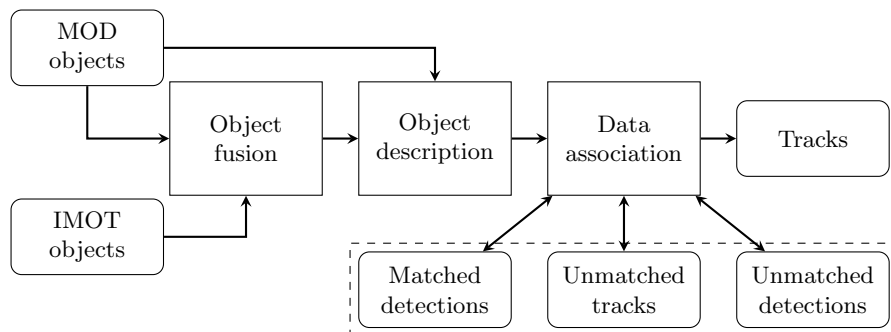 MOD
objects
Object
fusion
Object
description
Data
association
Tracks
IMOT
objects
Matched
detections
Unmatched
tracks
Unmatched
detections